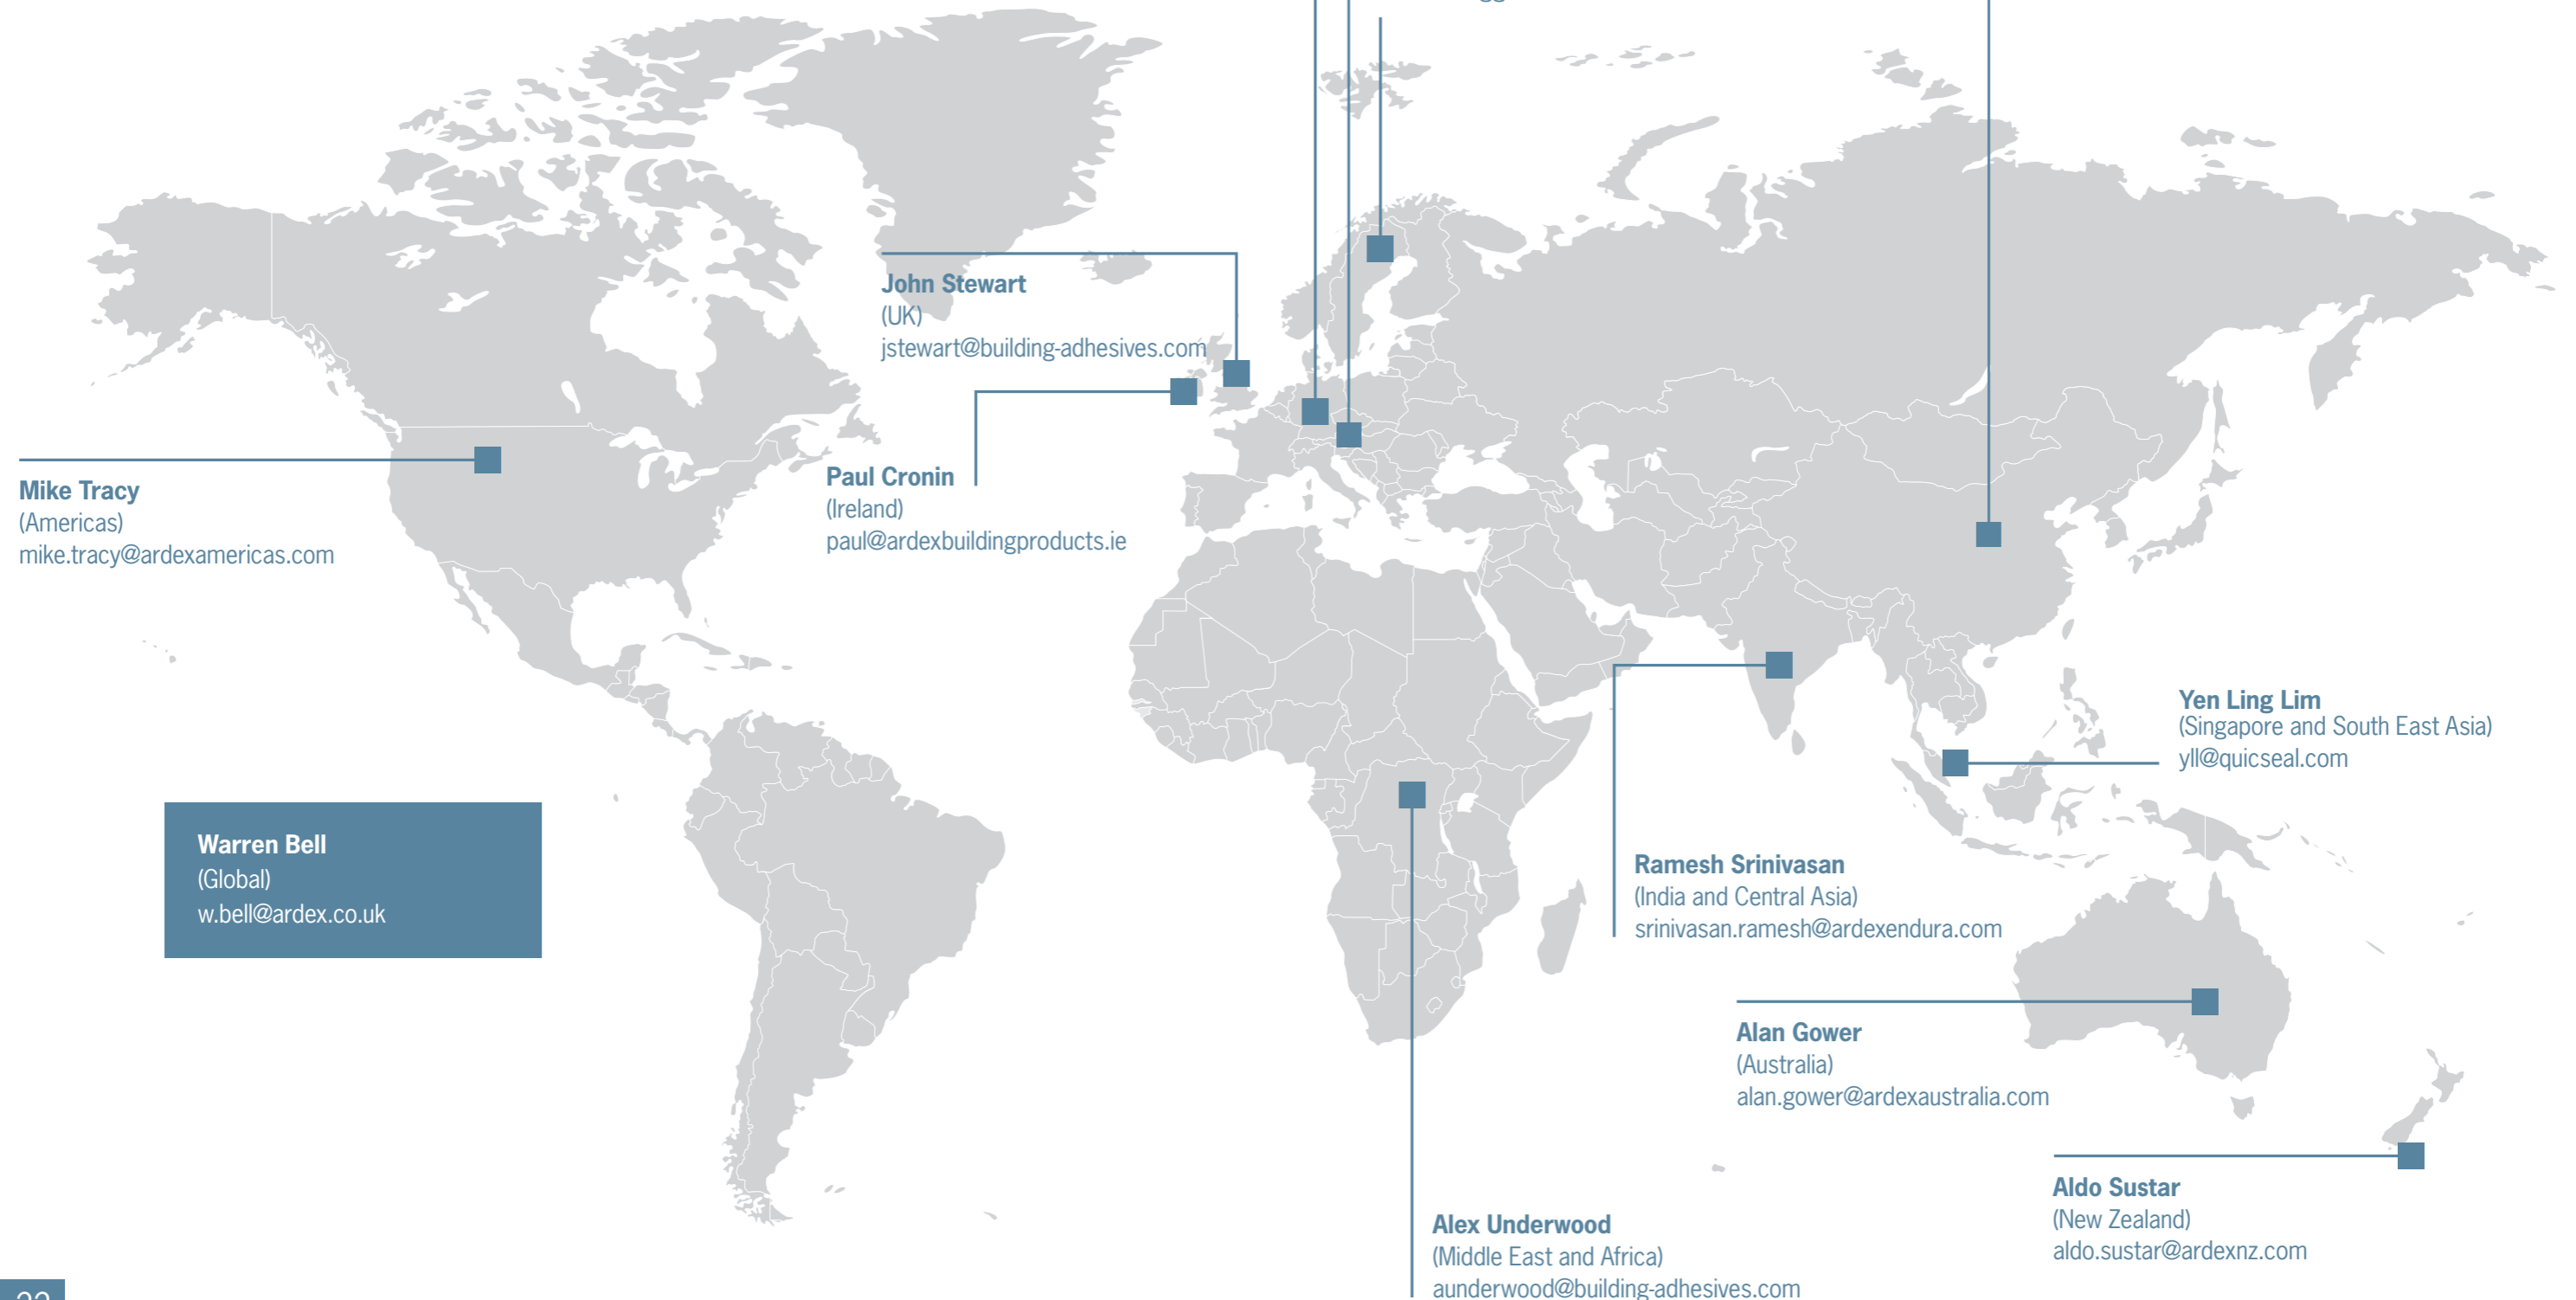 John Stewart
(UK)
jstewart@building-adhesives.com
Mike Tracy
(Americas)
mike.tracy@ardexamericas.com
Paul Cronin
(Ireland)
paul@ardexbuildingproducts.ie
Yen Ling Lim
(Singapore and South East Asia)
yll@quicseal.com
Warren Bell
(Global)
w.bell@ardex.co.uk
Ramesh Srinivasan
(India and Central Asia)
srinivasan.ramesh@ardexendura.com
Alan Gower
(Australia)
alan.gower@ardexaustralia.com
Aldo Sustar
(New Zealand)
aldo.sustar@ardexnz.com
Alex Underwood
(Middle East and Africa)
aunderwood@building-adhesives.com